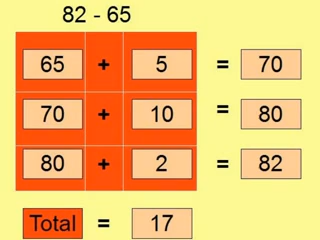 82 - 65
65 + 5 = 70
70 + 10 = 80
80 + 2 = 82
Total = 17